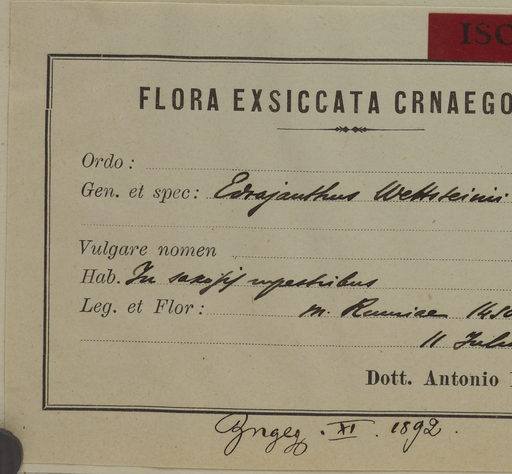 ISO
FLORA EXSICCATA CRNAEGO
Ordo:
Gen. et spec: Edrajanthus Wettsteinii
Vulgare nomen
Hab. In saxosis rupestribus
Leg. et Flor: m. Rumiae 1450
11 Julii
Dott. Antonio
XI. 1892.